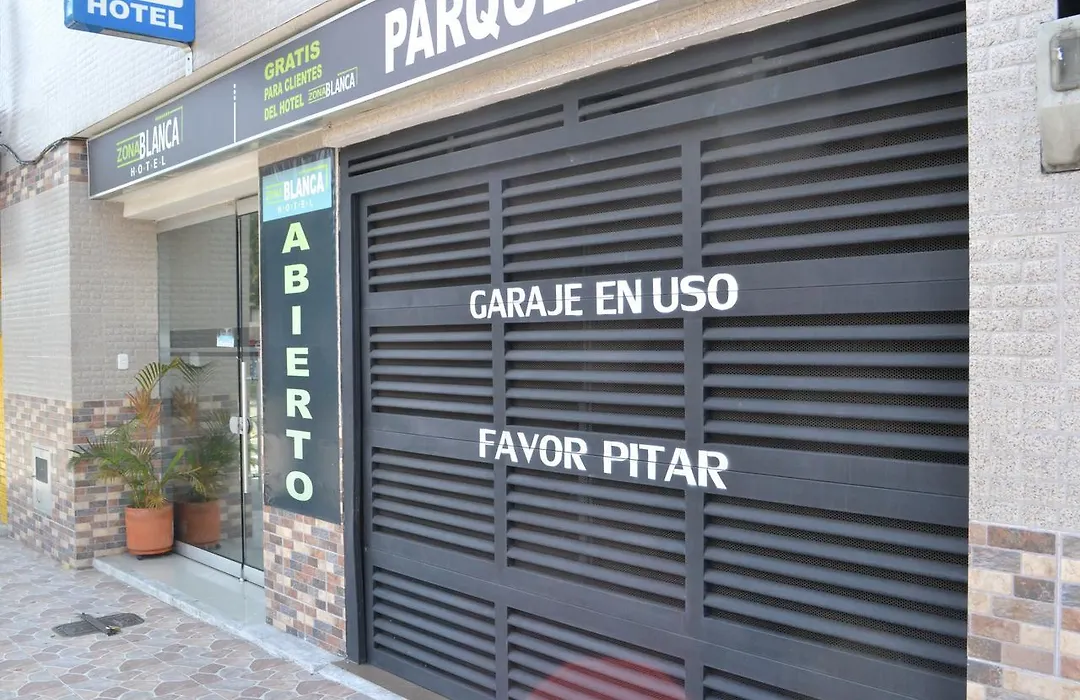 HOTEL
ZONA BLANCA
HOTEL
GRATIS
PARA CLIENTES
DEL HOTEL ZONA BLANCA
ZONA BLANCA
HOTEL
ABIERTO
GARAJE EN USO
FAVOR PITAR